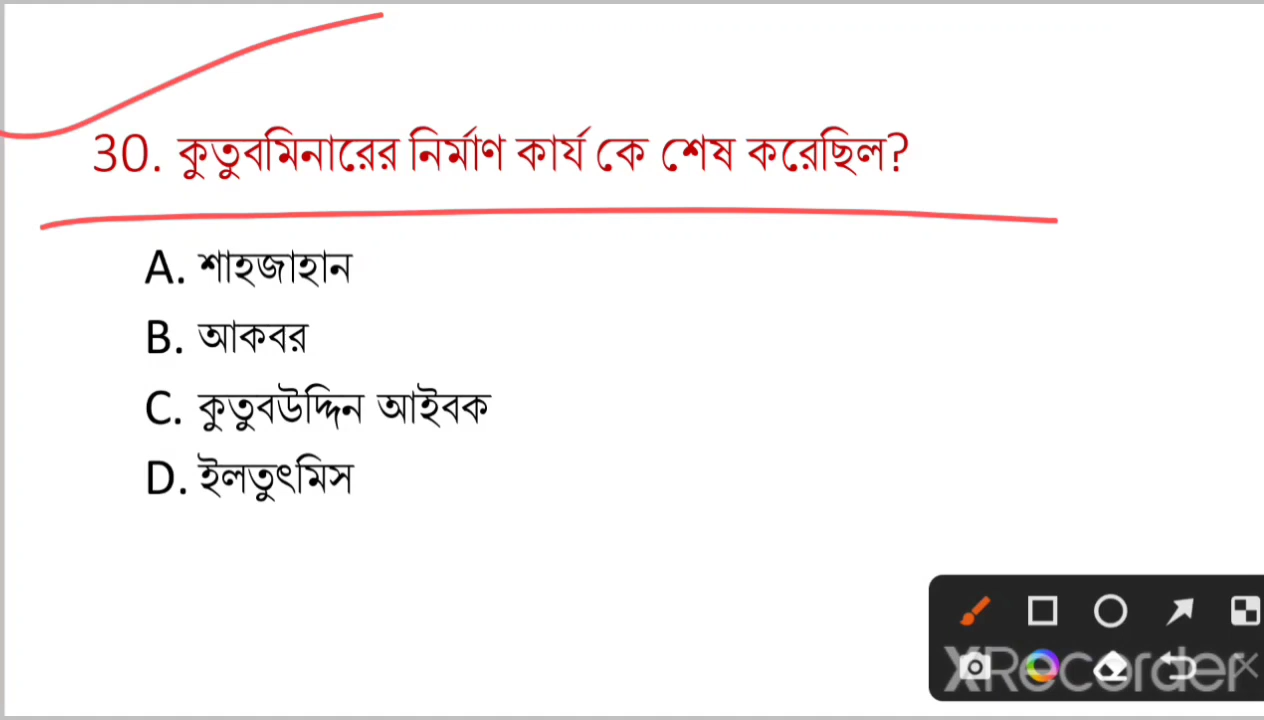 30. কুতুবমিনারের নির্মাণ কার্য কে শেষ করেছিল?
A. শাহজাহান
B. আকবর
C. কুতুবউদ্দিন আইবক
D. ইলতুৎমিস
XRecorder